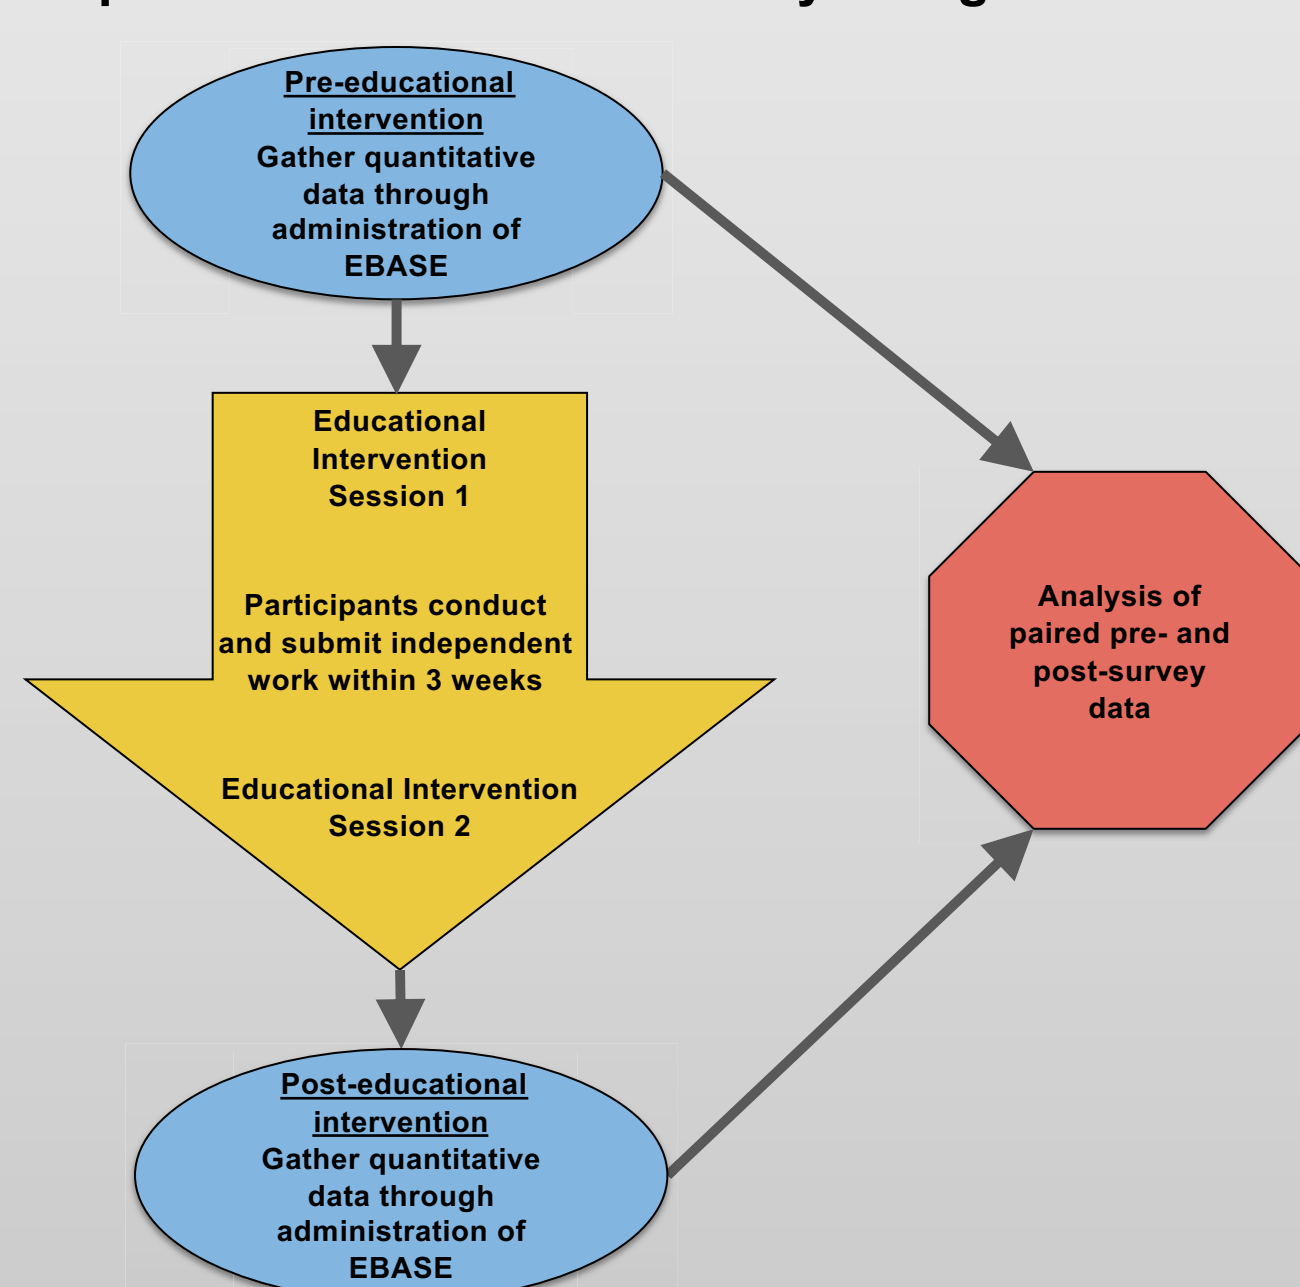 Pre-educational
intervention
Gather quantitative
data through
administration of
EBASE
Educational
Intervention
Session 1
Participants conduct
and submit independent
work within 3 weeks
Educational Intervention
Session 2
Analysis of
paired pre- and
post-survey
data
Post-educational
intervention
Gather quantitative
data through
administration of
EBASE